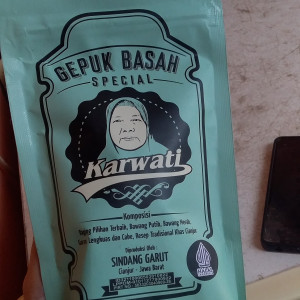 GEPUK BASAH
SPECIAL
Karwati
Komposisi
Daging Pilihan Terbaik, Bawang Putih, Bawang Merah,
Lengkuas dan Cabe, Resep Tradisional Khas Cianjur
Diproduksi Oleh :
SINDANG GARUT
Cianjur - Jawa Barat
HALAL